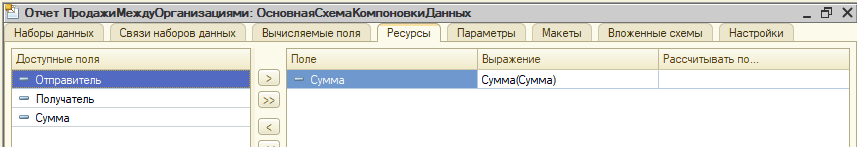 Отчет ПродажиМеждуОрганизациями: ОсновнаяСхемаКомпоновкиДанных
Наборы данных Связи наборов данных Вычисляемые поля Ресурсы Параметры Макеты Вложенные схемы Настройки
Доступные поля Поле Выражение Рассчитывать по...
Отправитель > Сумма Сумма(Сумма)
Получатель >>
Сумма <